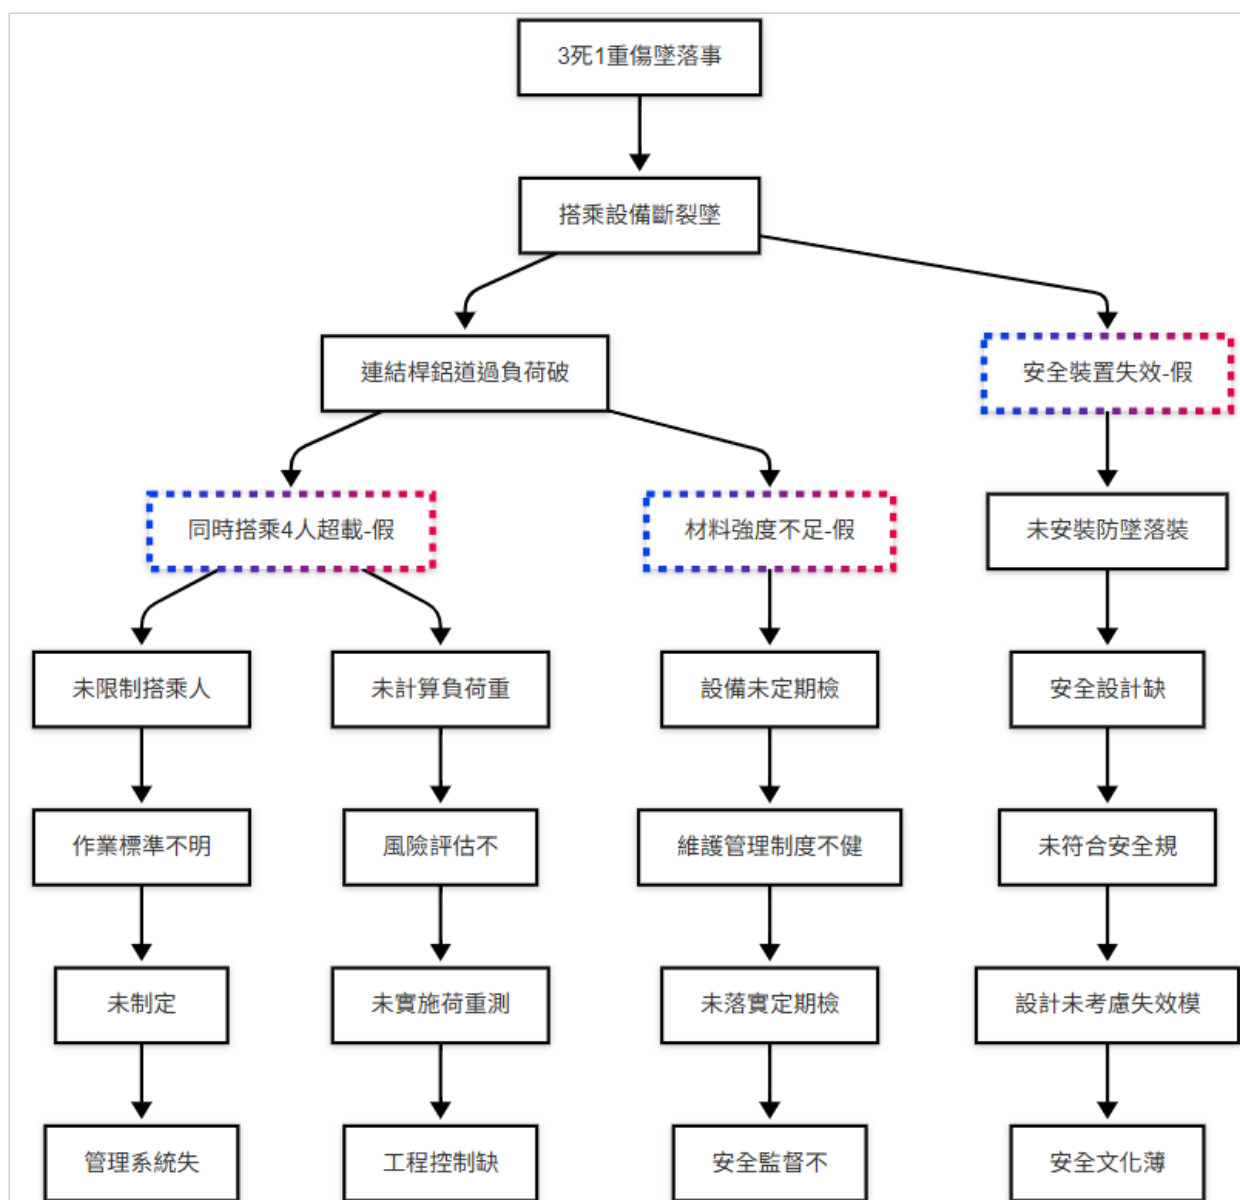 3死1重傷墜落事
搭乘設備斷裂墜
連結桿鋁道過負荷破
安全裝置失效-假
同時搭乘4人超載-假
材料強度不足-假
未安裝防墜落裝
未限制搭乘人
未計算負荷重
設備未定期檢
安全設計缺
作業標準不明
風險評估不
維護管理制度不健
未符合安全規
未制定
未實施荷重測
未落實定期檢
設計未考慮失效模
管理系統失
工程控制缺
安全監督不
安全文化薄